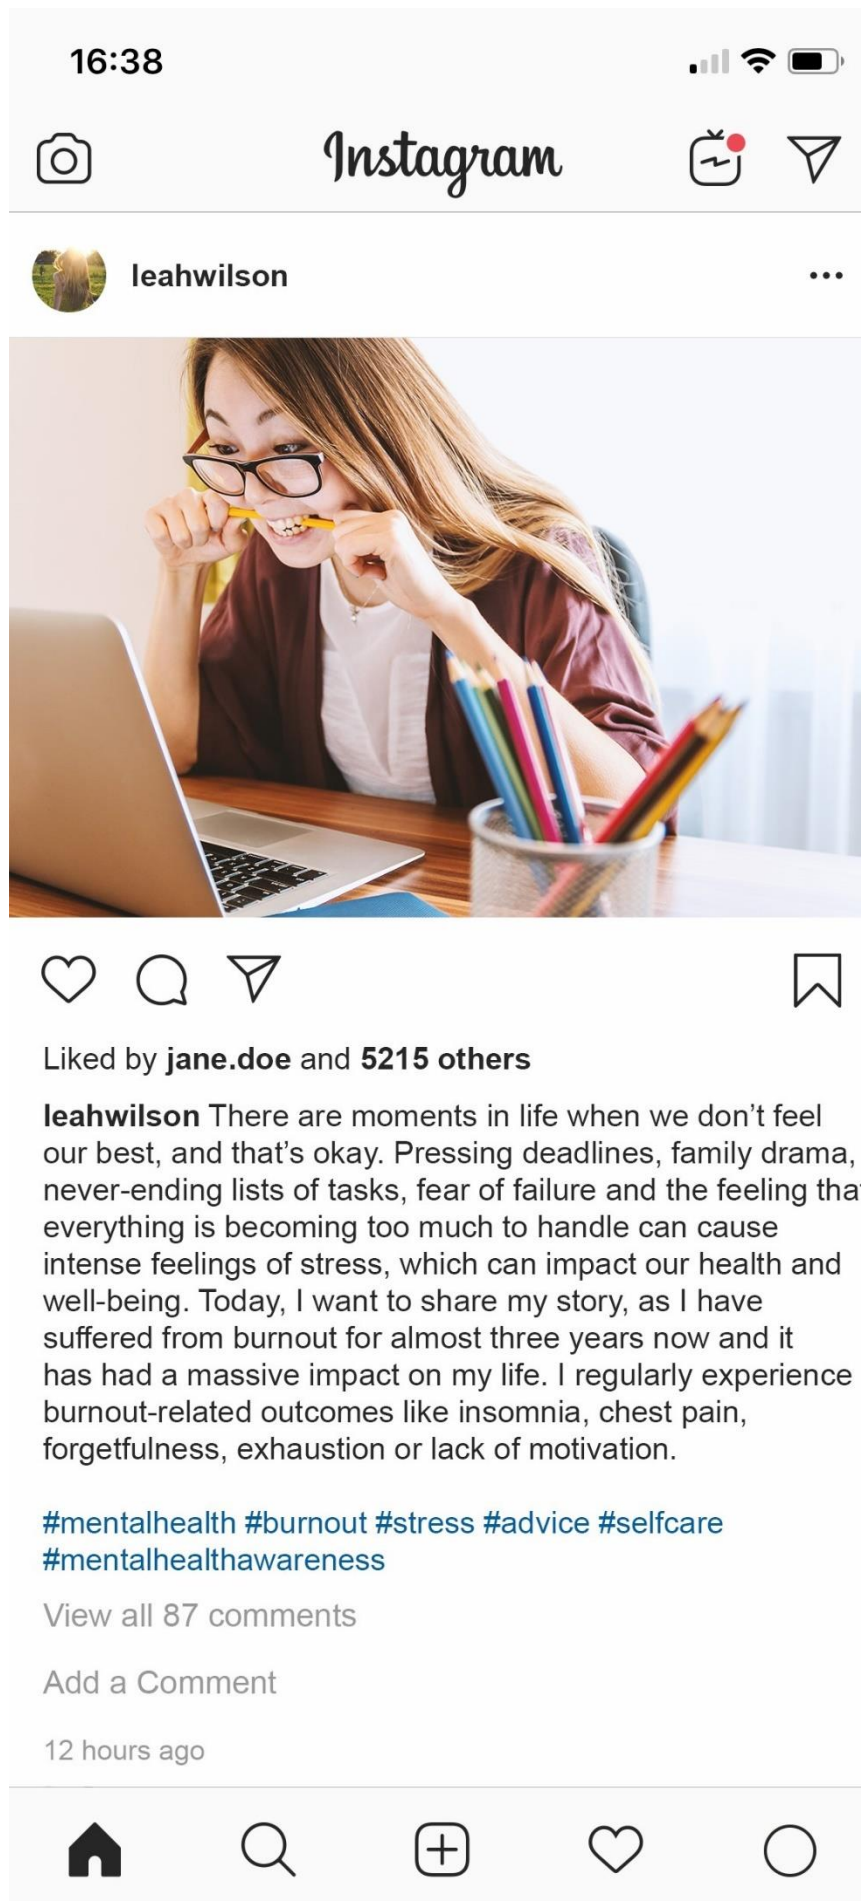 16:38
Instagram
leahwilson
Liked by jane.doe and 5215 others
leahwilson There are moments in life when we don't feel
our best, and that's okay. Pressing deadlines, family drama,
never-ending lists of tasks, fear of failure and the feeling that
everything is becoming too much to handle can cause
intense feelings of stress, which can impact our health and
well-being. Today, I want to share my story, as I have
suffered from burnout for almost three years now and it
has had a massive impact on my life. I regularly experience
burnout-related outcomes like insomnia, chest pain,
forgetfulness, exhaustion or lack of motivation.
#mentalhealth #burnout #stress #advice #selfcare
#mentalhealthawareness
View all 87 comments
Add a Comment
12 hours ago